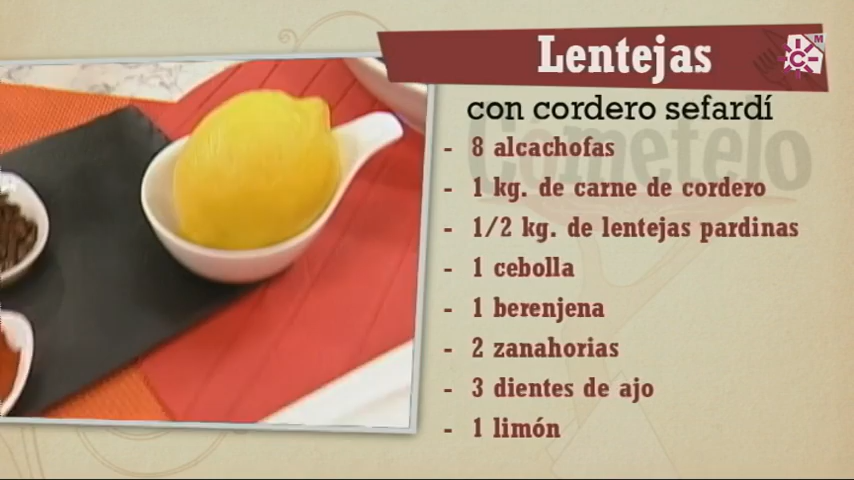 Lentejas
con cordero sefardí
Cómetelo
- 8 alcachofas
- 1 kg. de carne de cordero
- 1/2 kg. de lentejas pardinas
- 1 cebolla
- 1 berenjena
- 2 zanahorias
- 3 dientes de ajo
- 1 limón
M